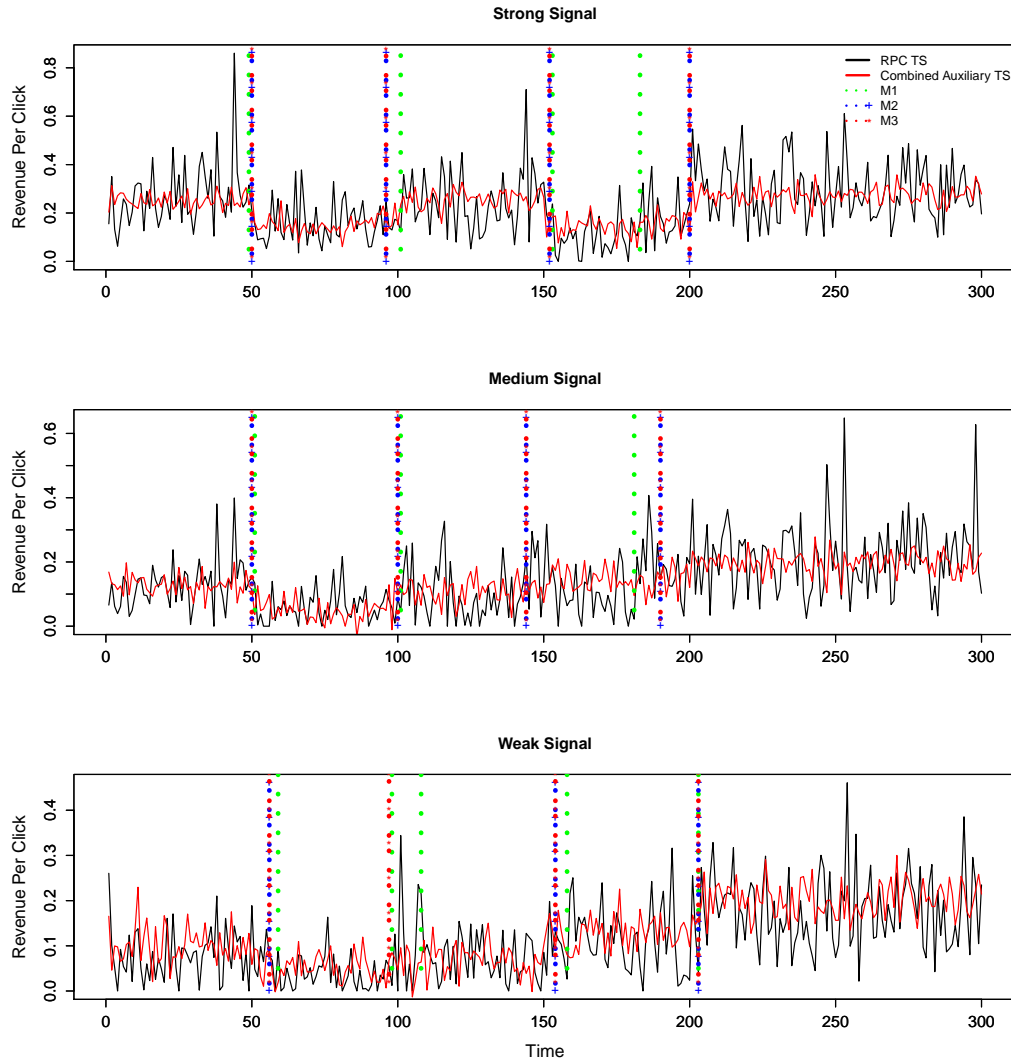 Strong Signal
Revenue Per Click
0.0 0.2 0.4 0.6 0.8
RPC TS
Combined Auxiliary TS
M1
M2
M3
0 50 100 150 200 250 300
Medium Signal
Revenue Per Click
0.0 0.2 0.4 0.6
0 50 100 150 200 250 300
Weak Signal
Revenue Per Click
0.0 0.1 0.2 0.3 0.4
0 50 100 150 200 250 300
Time